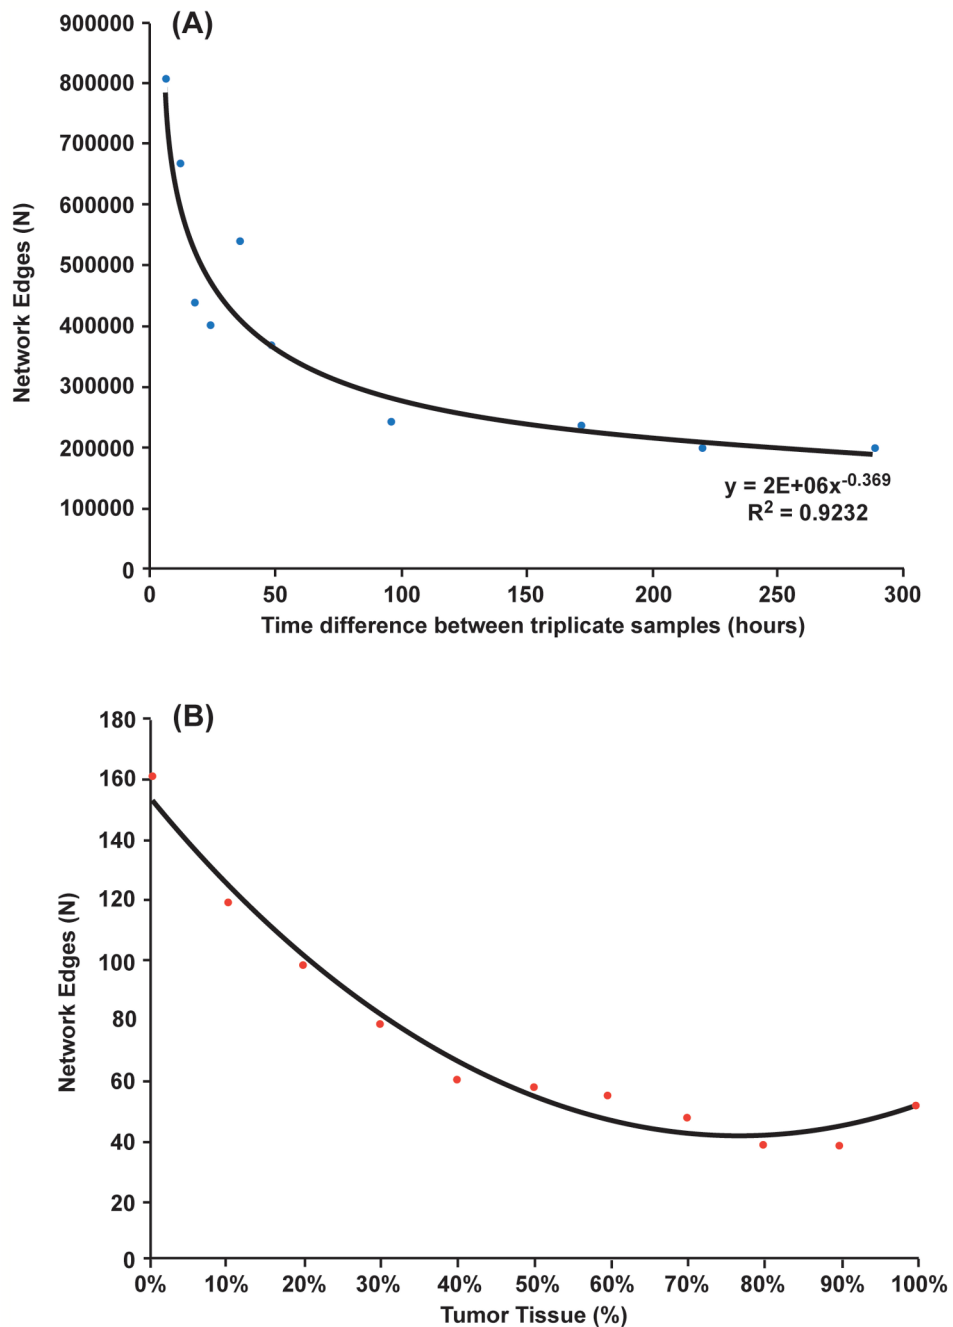 (A)
900000
800000
700000
600000
500000
400000
300000
200000
100000
0
Network Edges (N)
y = 2E+06x^-0.369
R² = 0.9232
0 50 100 150 200 250 300
Time difference between triplicate samples (hours)
(B)
180
160
140
120
100
80
60
40
20
0
Network Edges (N)
0% 10% 20% 30% 40% 50% 60% 70% 80% 90% 100%
Tumor Tissue (%)